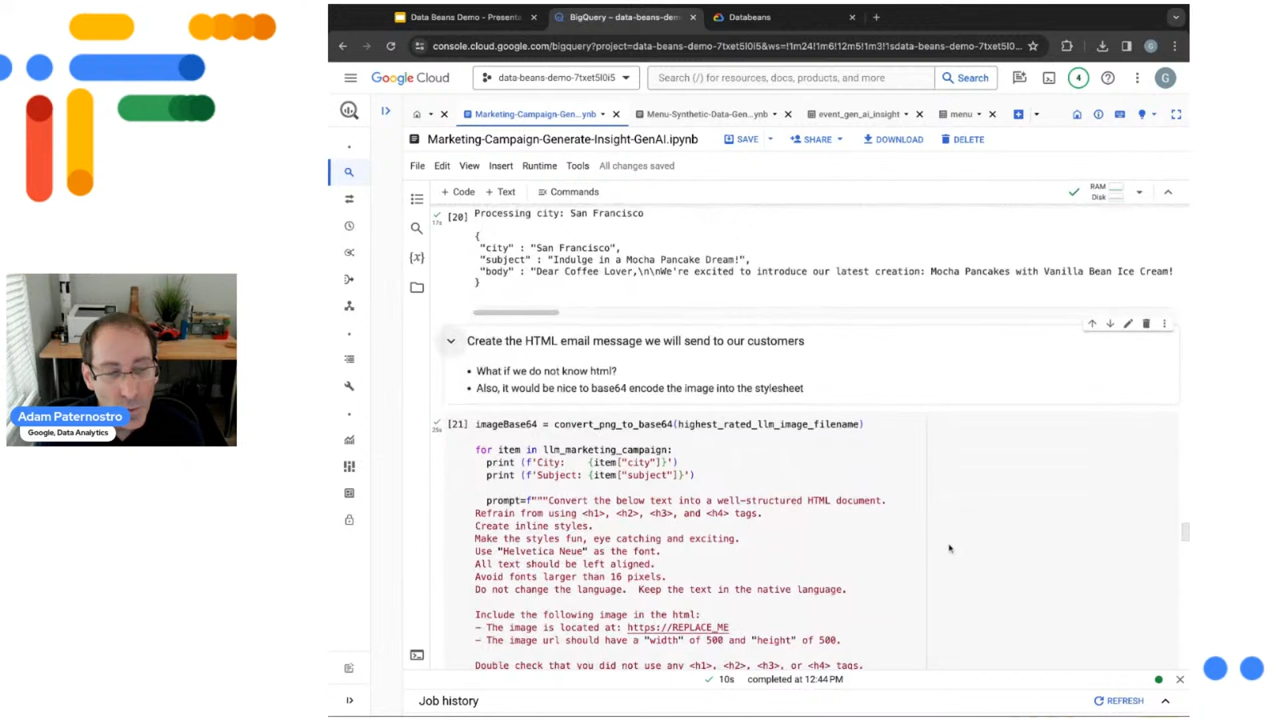 Data Beans Demo - Presenta
BigQuery – data-beans-demo-
Databeans
console.cloud.google.com/bigquery?project=data-beans-demo-7txet5l0i5&ws=!1m24!1m6!12m5!1m3!1sdata-beans-demo-7txet5l0i5...
G
Google Cloud
data-beans-demo-7txet5l0i5
Search (/) for resources, docs, products, and more
Search
4
G
Marketing-Campaign-Gen...ynb
Menu-Synthetic-Data-Gen...ynb
event_gen_ai_insight
menu
Marketing-Campaign-Generate-Insight-GenAI.ipynb
SAVE
SHARE
DOWNLOAD
DELETE
File Edit View Insert Runtime Tools All changes saved
+ Code + Text Commands
RAM
Disk
[20]
17s
Processing city: San Francisco
{
"city" : "San Francisco",
"subject" : "Indulge in a Mocha Pancake Dream!",
"body" : "Dear Coffee Lover,\n\nWe're excited to introduce our latest creation: Mocha Pancakes with Vanilla Bean Ice Cream!
}
Create the HTML email message we will send to our customers
• What if we do not know html?
• Also, it would be nice to base64 encode the image into the stylesheet
[21] imageBase64 = convert_png_to_base64(highest_rated_llm_image_filename)
25s
for item in llm_marketing_campaign:
print (f'City: {item["city"]}')
print (f'Subject: {item["subject"]}')
prompt=f"""Convert the below text into a well-structured HTML document.
Refrain from using <h1>, <h2>, <h3>, and <h4> tags.
Create inline styles.
Make the styles fun, eye catching and exciting.
Use "Helvetica Neue" as the font.
All text should be left aligned.
Avoid fonts larger than 16 pixels.
Do not change the language. Keep the text in the native language.
Include the following image in the html:
- The image is located at: https://REPLACE_ME
- The image url should have a "width" of 500 and "height" of 500.
Double check that you did not use any <h1>, <h2>, <h3>, or <h4> tags.
10s completed at 12:44 PM
Job history
REFRESH
Adam Paternostro
Google, Data Analytics